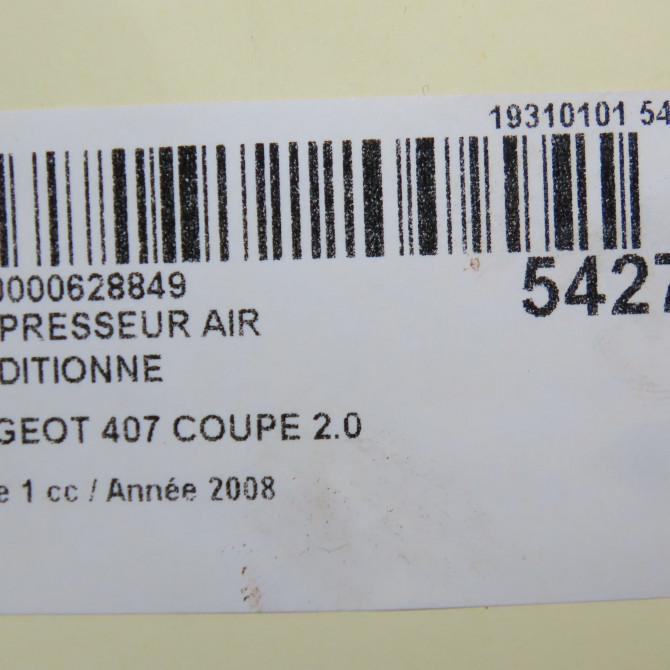 19310101 54
0000628849
5427
PRESSEUR AIR
DITIONNE
GEOT 407 COUPE 2.0
e 1 cc / Année 2008